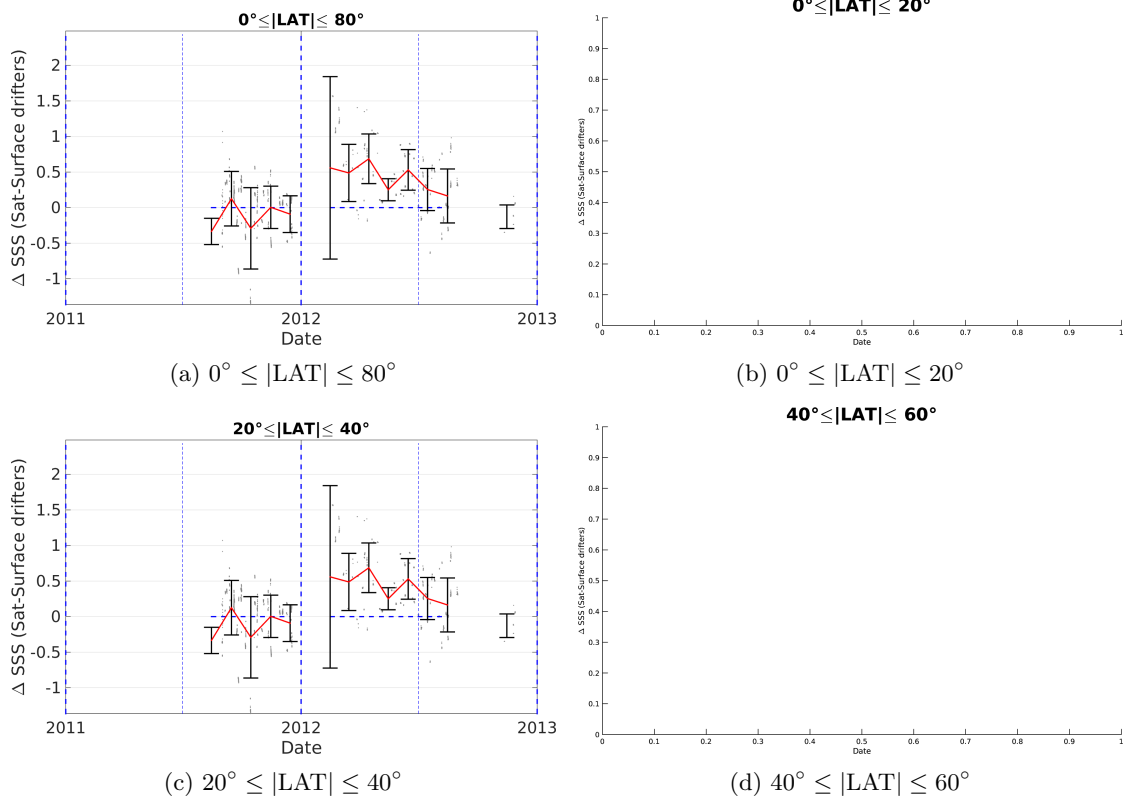 0°≤|LAT|≤ 80°
Δ SSS (Sat-Surface drifters)
2
1.5
1
0.5
0
-0.5
-1
2011 2012 2013
Date
(a) 0° ≤ |LAT| ≤ 80°
0°≤|LAT|≤ 20°
Δ SSS (Sat-Surface drifters)
1
0.9
0.8
0.7
0.6
0.5
0.4
0.3
0.2
0.1
0
0 0.1 0.2 0.3 0.4 0.5 0.6 0.7 0.8 0.9 1
Date
(b) 0° ≤ |LAT| ≤ 20°
20°≤|LAT|≤ 40°
Δ SSS (Sat-Surface drifters)
2
1.5
1
0.5
0
-0.5
-1
2011 2012 2013
Date
(c) 20° ≤ |LAT| ≤ 40°
40°≤|LAT|≤ 60°
Δ SSS (Sat-Surface drifters)
1
0.9
0.8
0.7
0.6
0.5
0.4
0.3
0.2
0.1
0
0 0.1 0.2 0.3 0.4 0.5 0.6 0.7 0.8 0.9 1
Date
(d) 40° ≤ |LAT| ≤ 60°